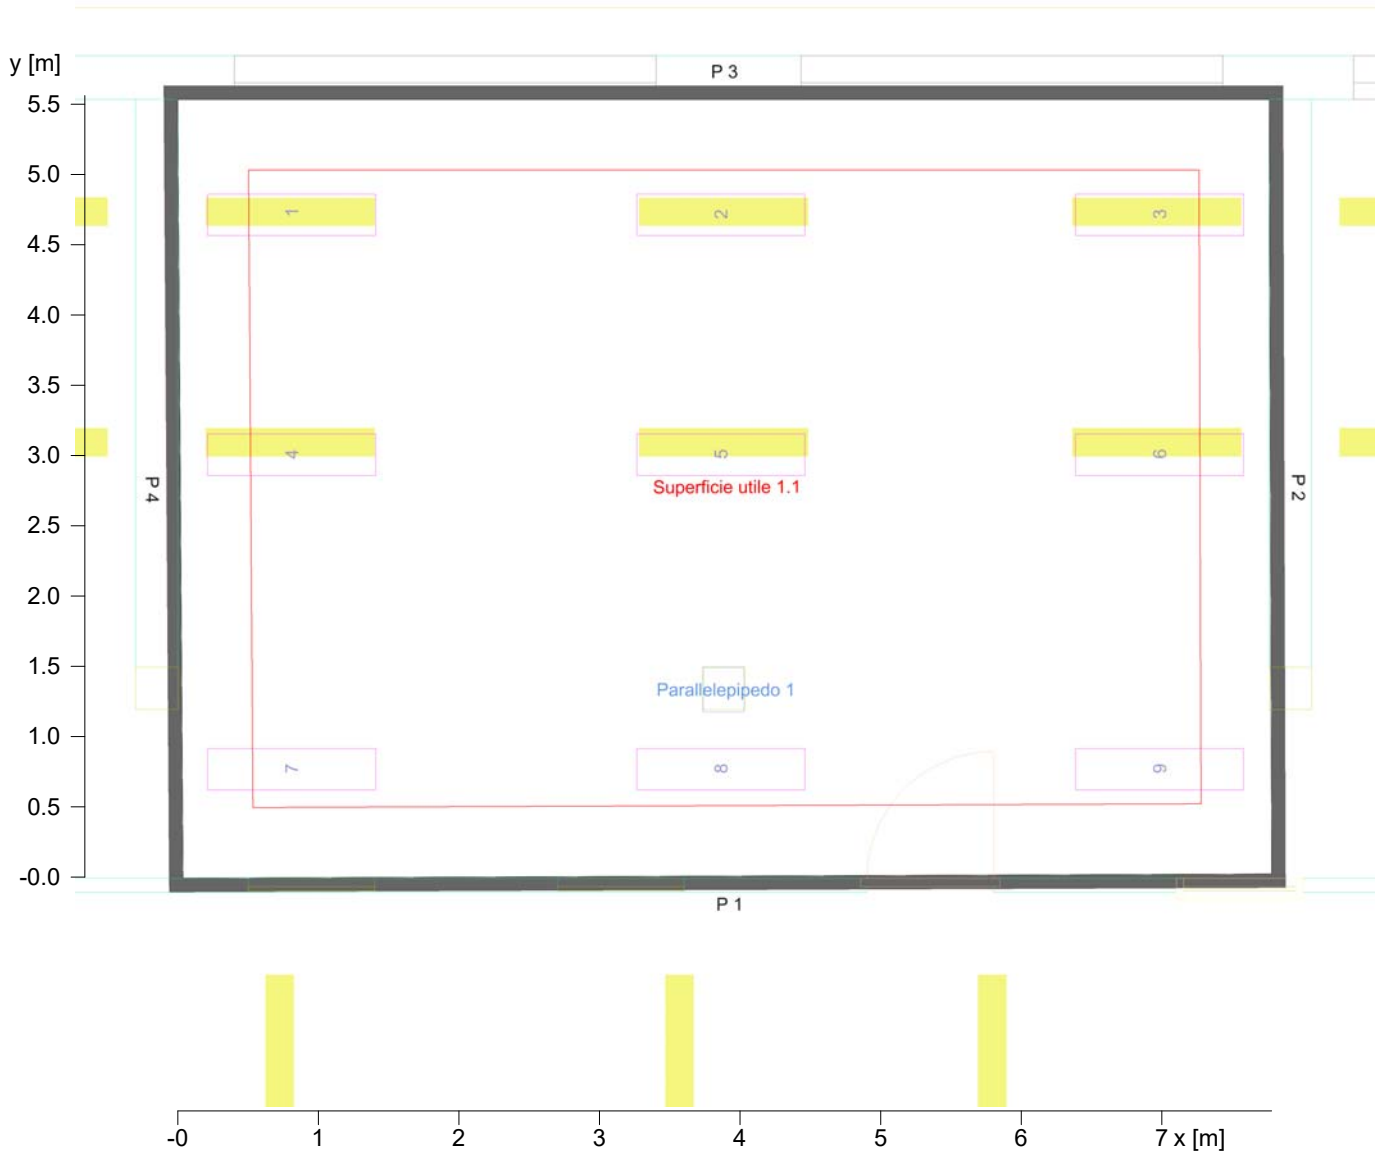 y [m]
P 3
5.5
5.0
1 2 3
4.5
4.0
3.5
3.0
4 5 6
Superficie utile 1.1
P 4
P 2
2.5
2.0
1.5
Parallelepipedo 1
1.0
7 8 9
0.5
-0.0
P 1
-0 1 2 3 4 5 6 7 x [m]